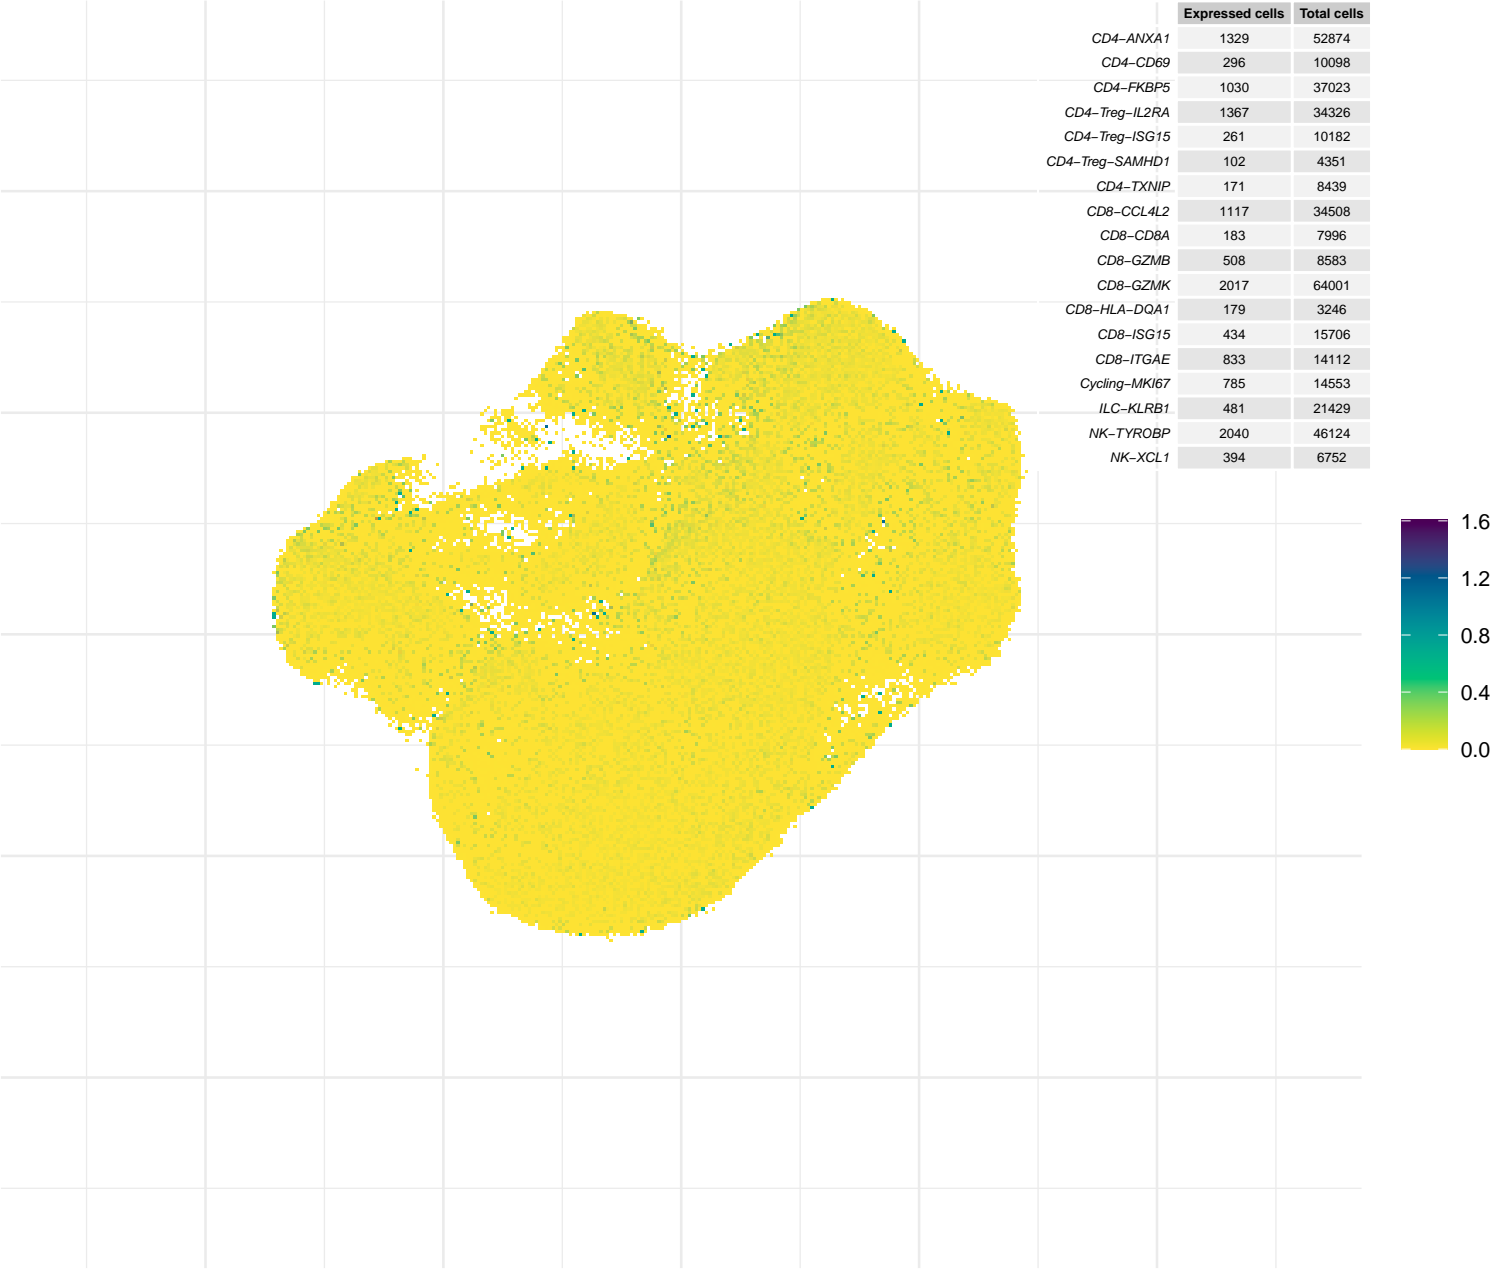 Expressed cells Total cells
CD4−ANXA1 1329 52874
CD4−CD69 296 10098
CD4−FKBP5 1030 37023
CD4−Treg−IL2RA 1367 34326
CD4−Treg−ISG15 261 10182
CD4−Treg−SAMHD1 102 4351
CD4−TXNIP 171 8439
CD8−CCL4L2 1117 34508
CD8−CD8A 183 7996
CD8−GZMB 508 8583
CD8−GZMK 2017 64001
CD8−HLA−DQA1 179 3246
CD8−ISG15 434 15706
CD8−ITGAE 833 14112
Cycling−MKI67 785 14553
ILC−KLRB1 481 21429
NK−TYROBP 2040 46124
NK−XCL1 394 6752
1.6
1.2
0.8
0.4
0.0